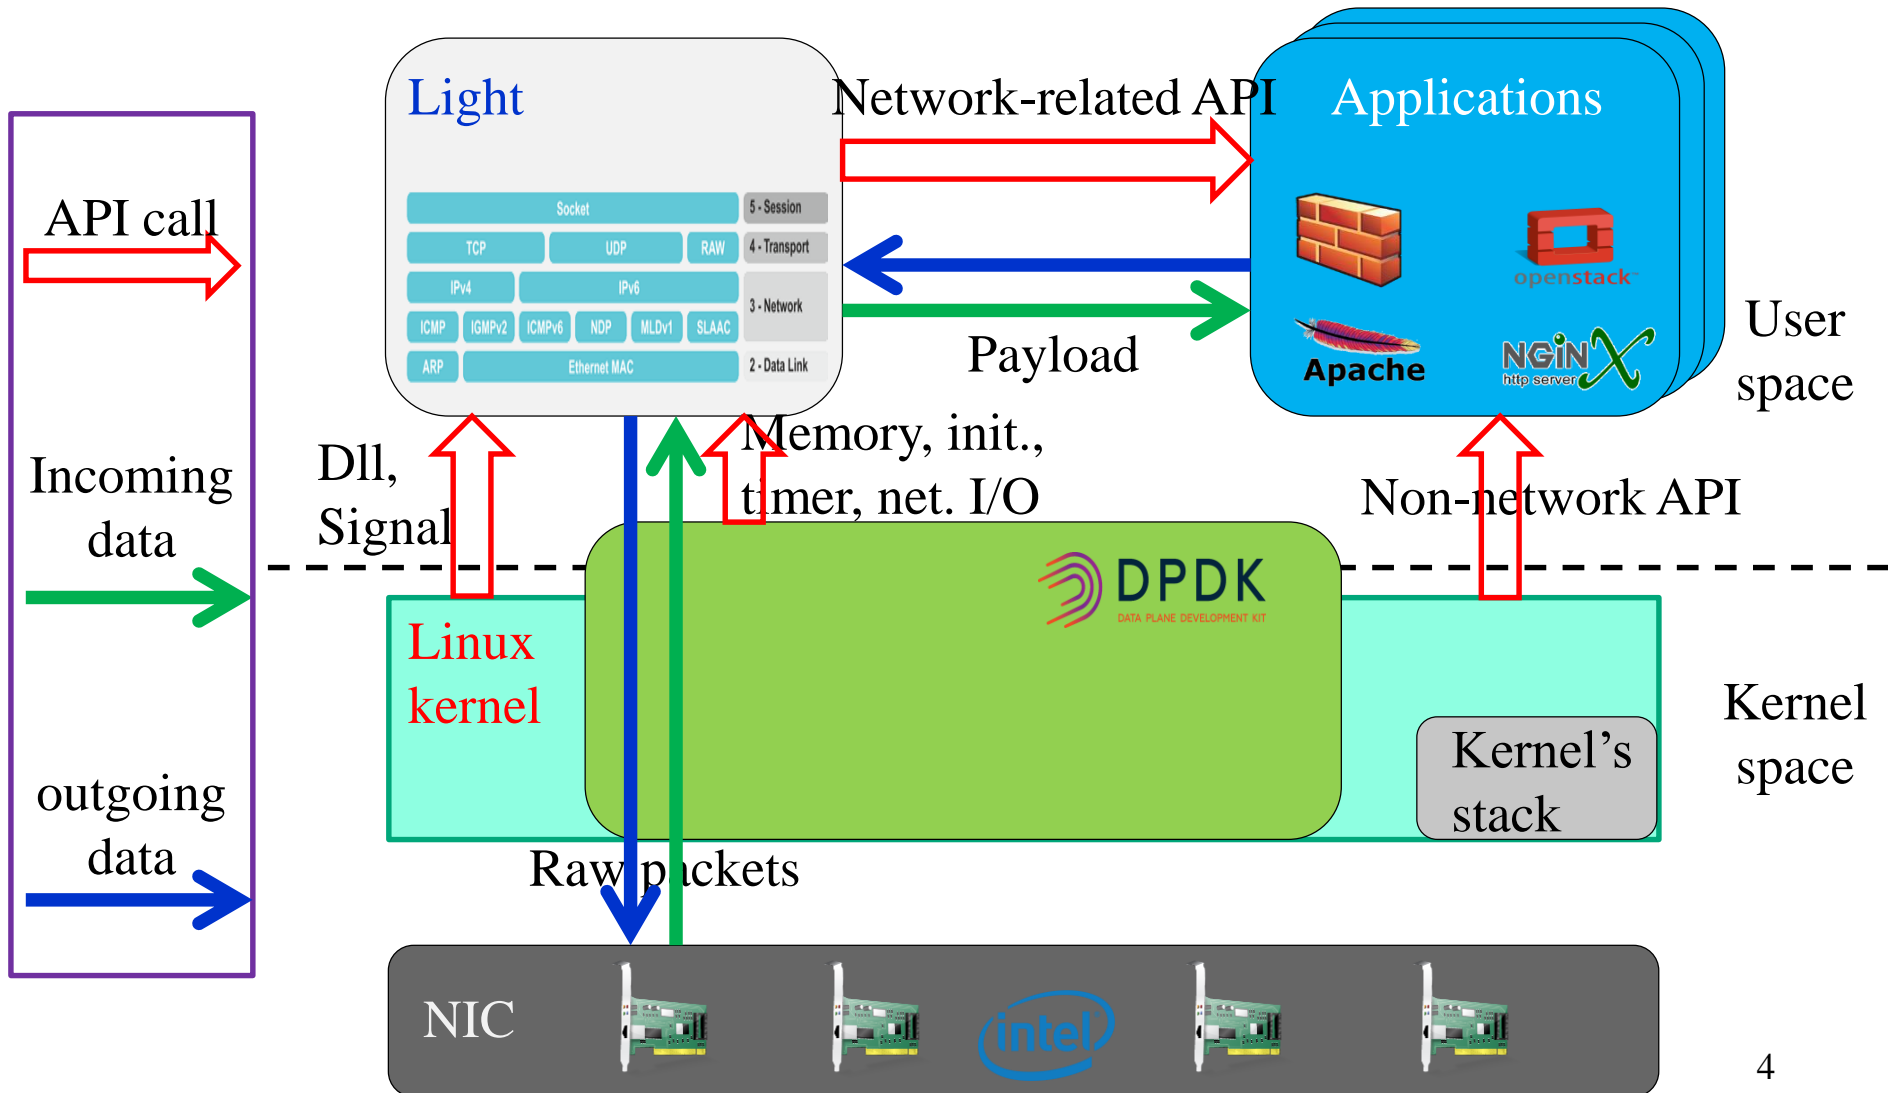 Light
Network-related API
Applications
API call
Socket
5 - Session
TCP
UDP
RAW
4 - Transport
IPv4
IPv6
3 - Network
ICMP
IGMPv2
ICMPv6
NDP
MLDv1
SLAAC
ARP
Ethernet MAC
2 - Data Link
openstack™
Payload
Apache
NGiNX
http server
User
space
Incoming
data
Dll,
Signal
Memory, init.,
timer, net. I/O
Non-network API
DPDK
DATA PLANE DEVELOPMENT KIT
Linux
kernel
Kernel's
stack
Kernel
space
outgoing
data
Raw packets
NIC
intel
4